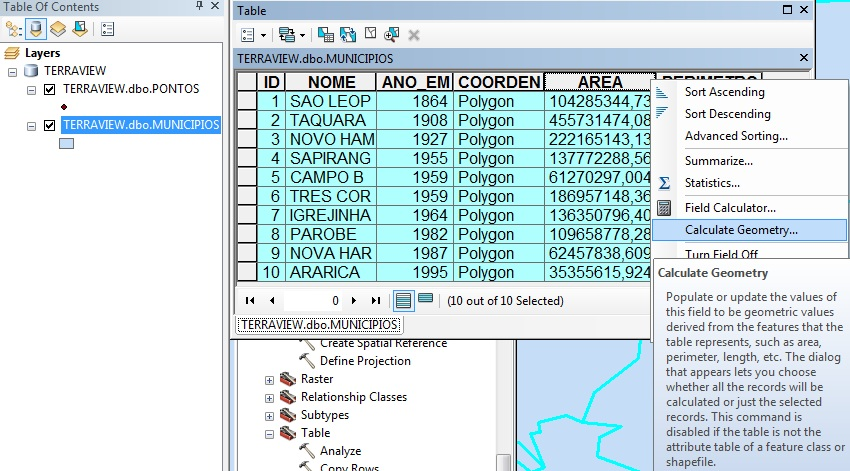 Table Of Contents
Layers
TERRAVIEW
TERRAVIEW.dbo.PONTOS
TERRAVIEW.dbo.MUNICIPIOS
Table
TERRAVIEW.dbo.MUNICIPIOS
ID NOME ANO_EM COORDEN AREA PERIMETRO
1 SAO LEOP 1864 Polygon 104285344,73
2 TAQUARA 1908 Polygon 455731474,08
3 NOVO HAM 1927 Polygon 222165143,13
4 SAPIRANG 1955 Polygon 137772288,56
5 CAMPO B 1959 Polygon 61270297,004
6 TRES COR 1959 Polygon 186957148,36
7 IGREJINHA 1964 Polygon 136350796,40
8 PAROBE 1982 Polygon 109658778,28
9 NOVA HAR 1987 Polygon 62457838,609
10 ARARICA 1995 Polygon 35355615,924
0 (10 out of 10 Selected)
TERRAVIEW.dbo.MUNICIPIOS
Sort Ascending
Sort Descending
Advanced Sorting...
Summarize...
Statistics...
Field Calculator...
Calculate Geometry...
Turn Field Off
Calculate Geometry
Populate or update the values of
this field to be geometric values
derived from the features that the
table represents, such as area,
perimeter, length, etc. The dialog
that appears lets you choose
whether all the records will be
calculated or just the selected
records. This command is
disabled if the table is not the
attribute table of a feature class or
shapefile.
Create Spatial Reference
Define Projection
Raster
Relationship Classes
Subtypes
Table
Analyze
Copy Rows